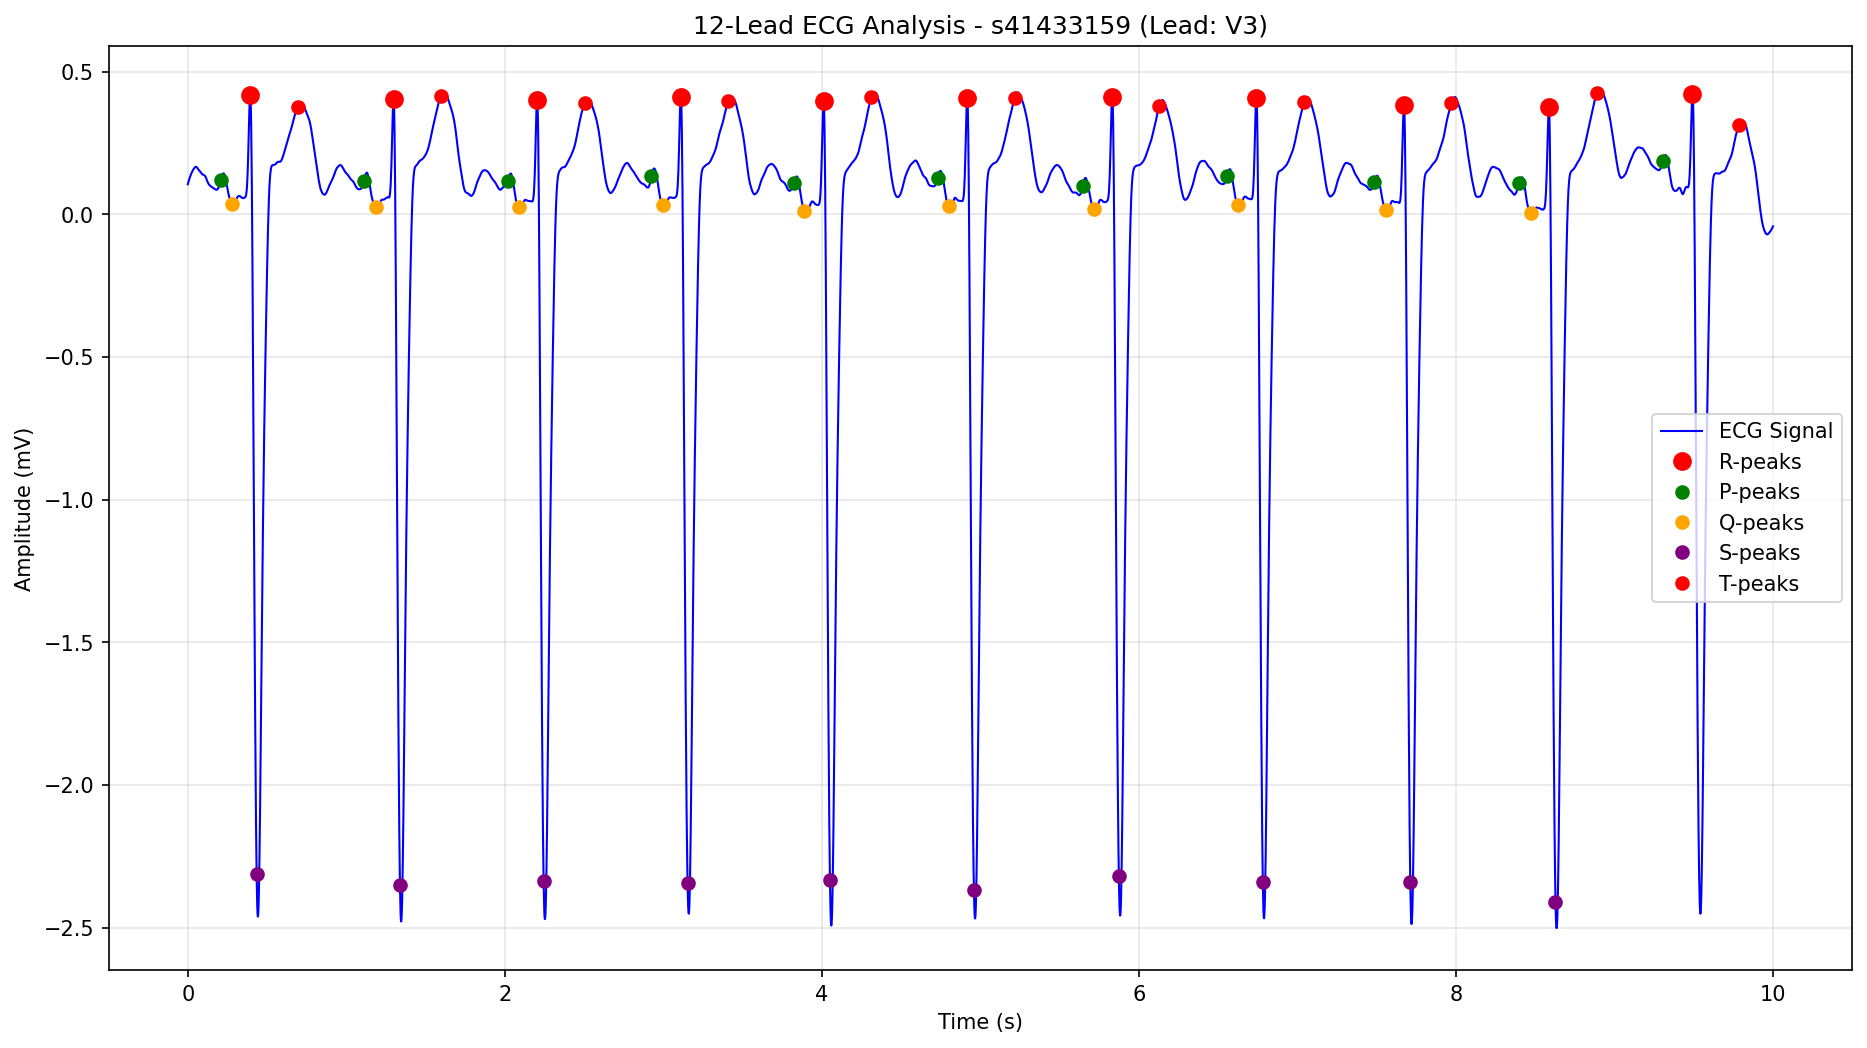 12-Lead ECG Analysis - s41433159 (Lead: V3)
0.5
0.0
−0.5
−1.0
−1.5
−2.0
−2.5
Amplitude (mV)
ECG Signal
R-peaks
P-peaks
Q-peaks
S-peaks
T-peaks
0 2 4 6 8 10
Time (s)